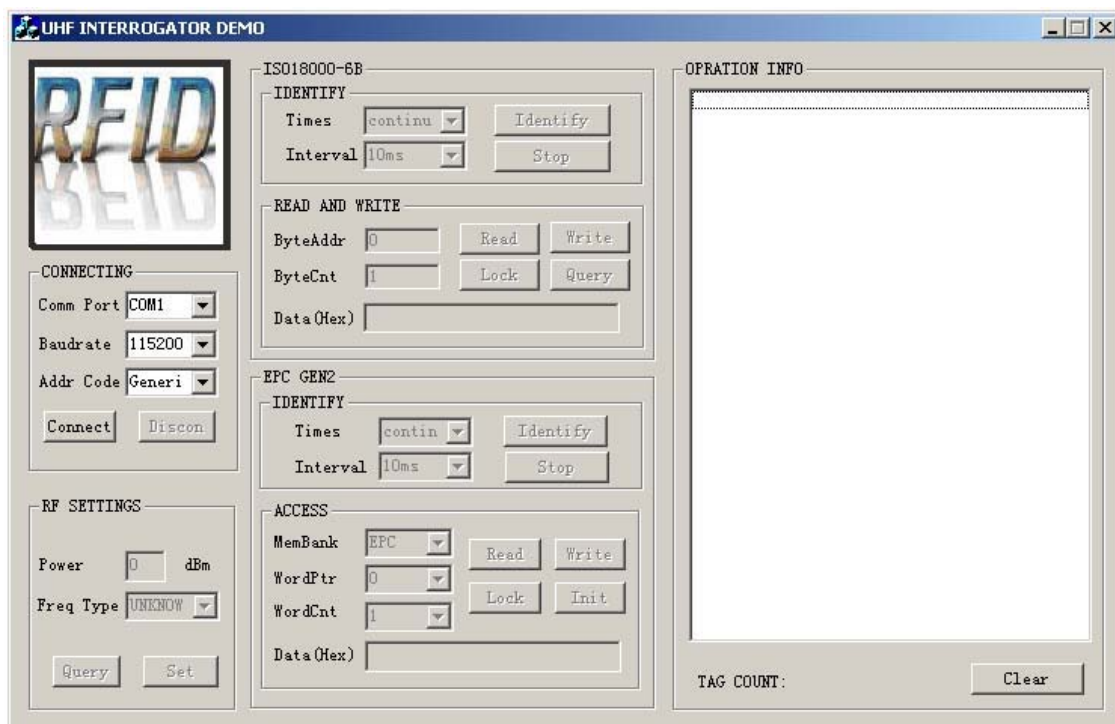 UHF INTERROGATOR DEMO
RFID
CONNECTING
Comm Port COM1
Baudrate 115200
Addr Code Generi
Connect Discon
RF SETTINGS
Power 0 dBm
Freq Type UNKNOW
Query Set
ISO18000-6B
IDENTIFY
Times continu Identify
Interval 10ms Stop
READ AND WRITE
ByteAddr 0 Read Write
ByteCnt 1 Lock Query
Data(Hex)
EPC GEN2
IDENTIFY
Times contin Identify
Interval 10ms Stop
ACCESS
MemBank EPC Read Write
WordPtr 0
Lock Init
WordCnt 1
Data(Hex)
OPRATION INFO
TAG COUNT: Clear